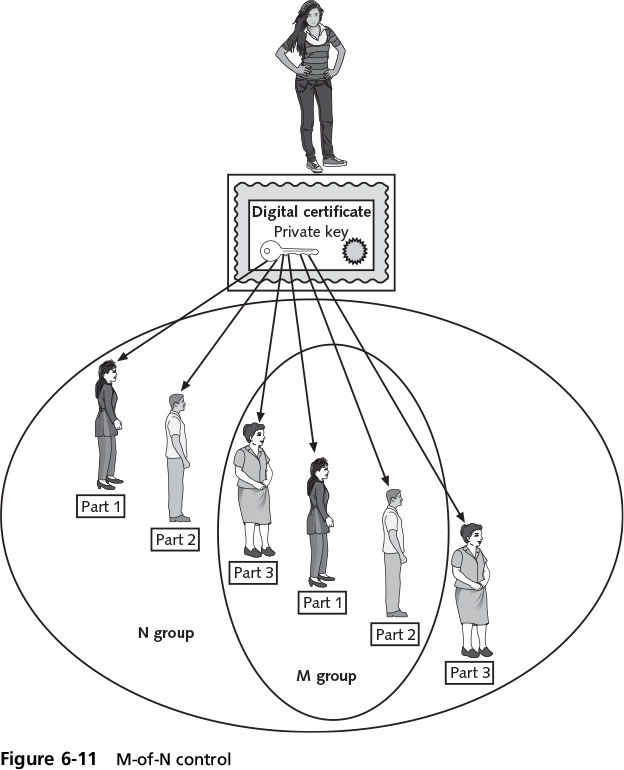 Digital certificate
Private key
Part 1
Part 2
Part 3
Part 1
Part 2
Part 3
N group
M group
Figure 6-11 M-of-N control